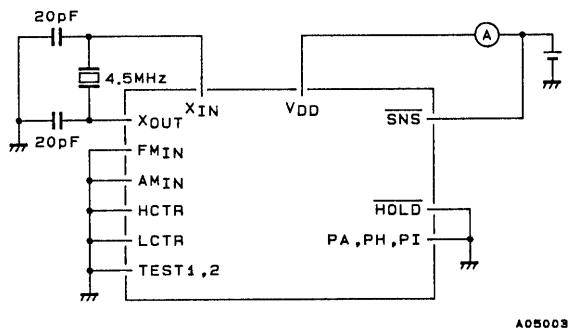 20pF
4.5MHz
20pF
A
XIN
VDD
XOUT
SNS
FMIN
AMIN
HCTR
HOLD
LCTR
PA,PH,PI
TEST1,2
A05003